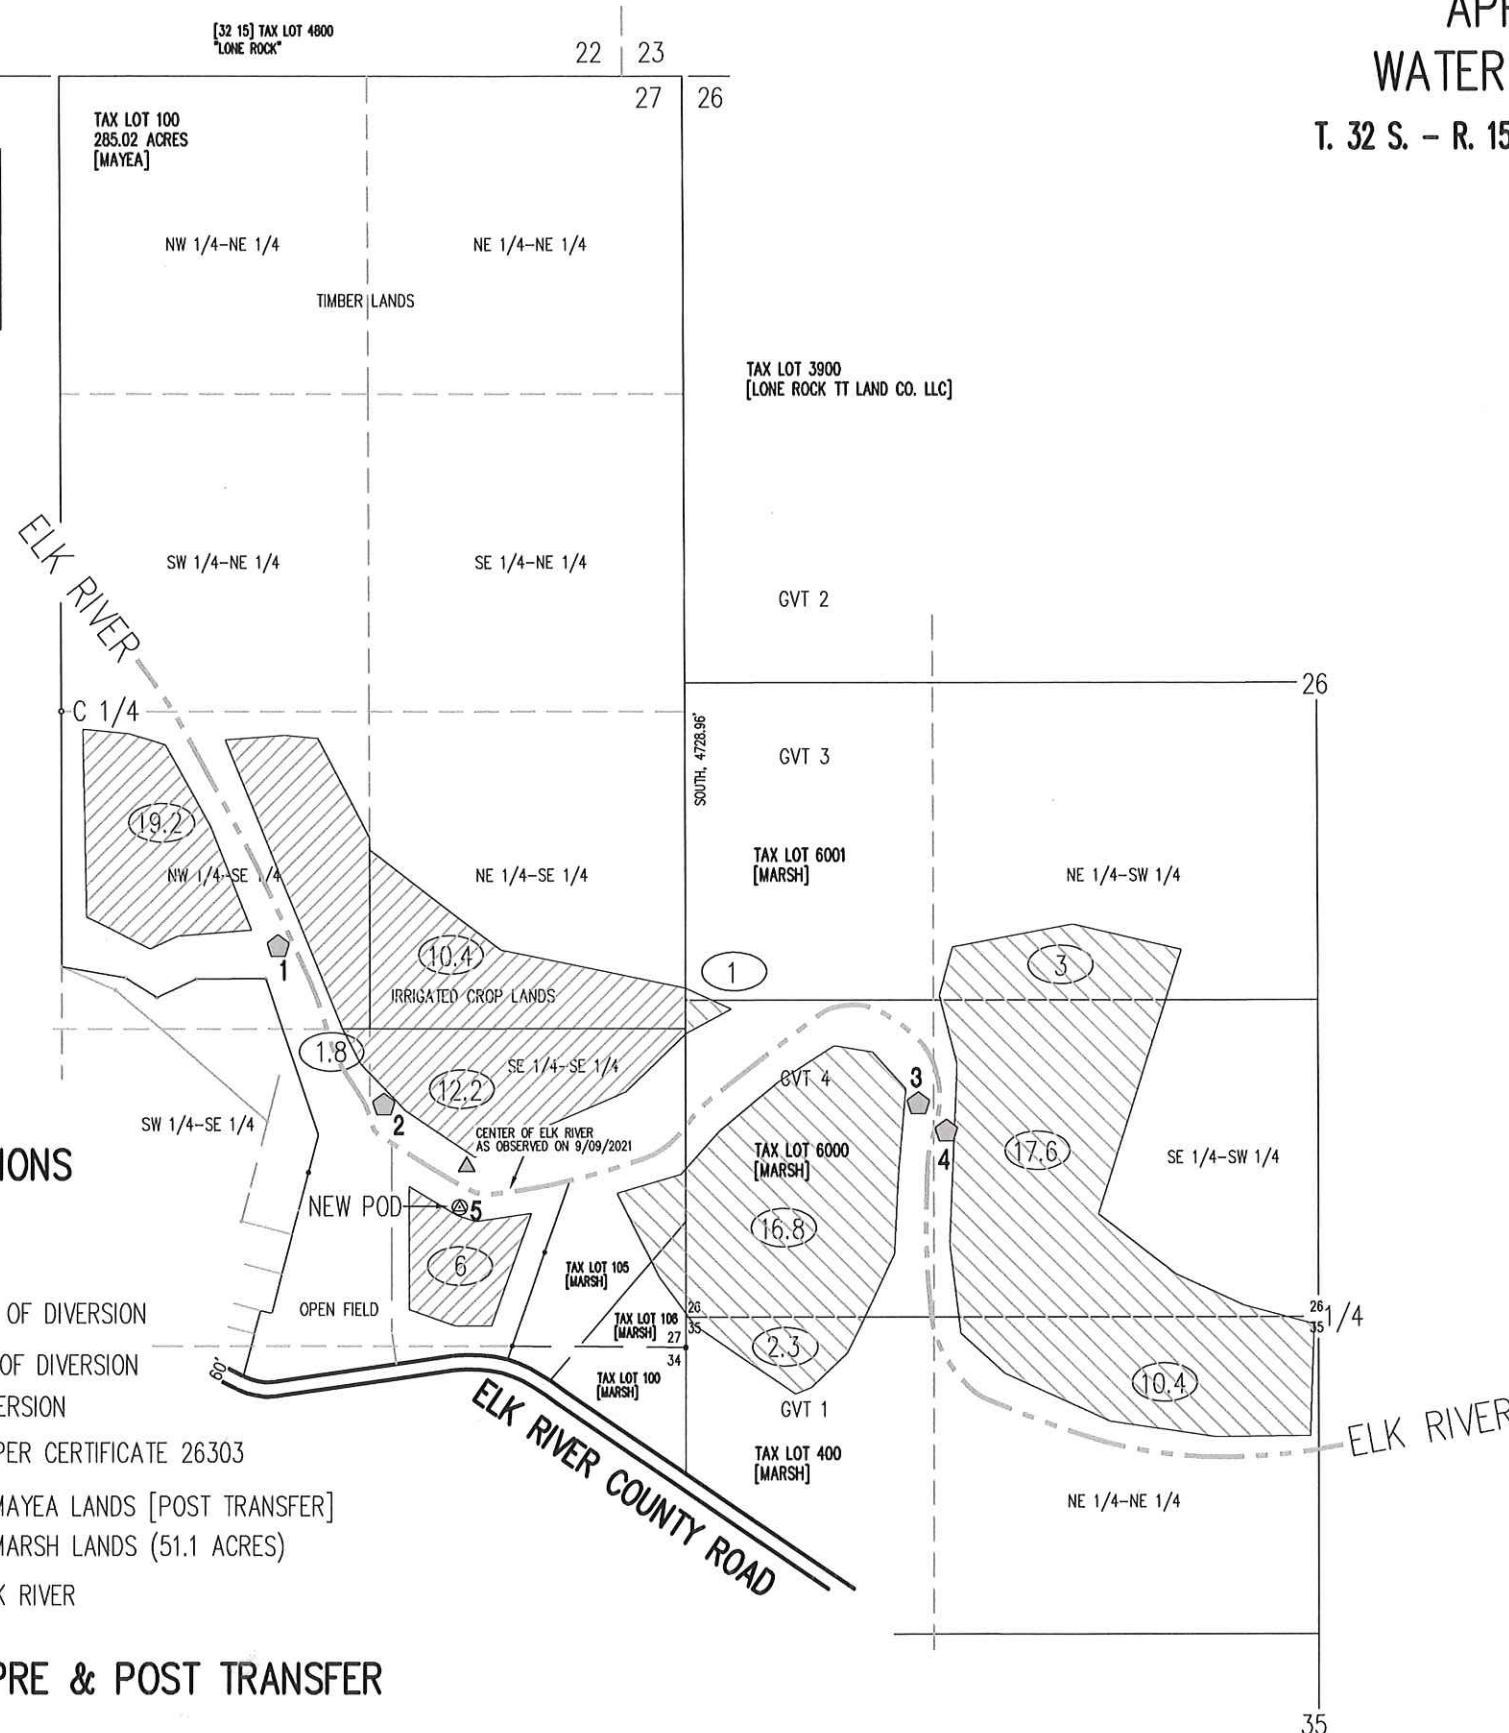 APP
WATER
T. 32 S. – R. 15
[32 15] TAX LOT 4800
"LONE ROCK"
22 23
27 26
TAX LOT 100
285.02 ACRES
[MAYEA]
NW 1/4–NE 1/4
NE 1/4–NE 1/4
TIMBER LANDS
TAX LOT 3900
[LONE ROCK TT LAND CO. LLC]
ELK RIVER
SW 1/4–NE 1/4
SE 1/4–NE 1/4
GVT 2
26
C 1/4
SOUTH, 4728.96'
GVT 3
19.2
NW 1/4–SE 1/4
NE 1/4–SE 1/4
TAX LOT 6001
[MARSH]
NE 1/4–SW 1/4
1
10.4
1
3
IRRIGATED CROP LANDS
1.8
12.2
SE 1/4–SE 1/4
GVT 4
3
2
SW 1/4–SE 1/4
CENTER OF ELK RIVER
AS OBSERVED ON 9/09/2021
TAX LOT 6000
[MARSH]
4
17.6
SE 1/4–SW 1/4
IONS
NEW POD
5
16.8
6
TAX LOT 105
[MARSH]
OPEN FIELD
OF DIVERSION
TAX LOT 106
[MARSH]
26
35
27
34
26
35
1/4
2.3
OF DIVERSION
60'
TAX LOT 100
[MARSH]
10.4
ERSION
GVT 1
ELK RIVER
ELK RIVER COUNTY ROAD
PER CERTIFICATE 26303
TAX LOT 400
[MARSH]
NE 1/4–NE 1/4
MAYEA LANDS [POST TRANSFER]
MARSH LANDS (51.1 ACRES)
K RIVER
PRE & POST TRANSFER
35